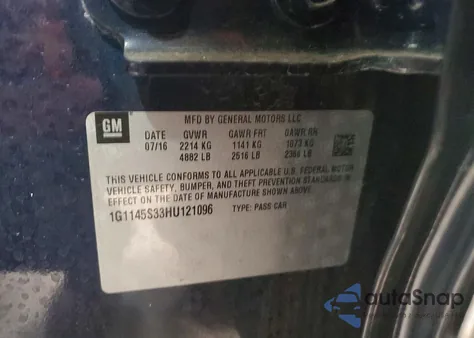 MFD BY GENERAL MOTORS LLC
GM
DATE GVWR GAWR FRT GAWR RR
07/16 2214 KG 1141 KG 1073 KG
4882 LB 2516 LB 2366 LB
THIS VEHICLE CONFORMS TO ALL APPLICABLE U.S. FEDERAL MOTOR
VEHICLE SAFETY, BUMPER, AND THEFT PREVENTION STANDARDS IN
EFFECT ON THE DATE OF MANUFACTURE SHOWN ABOVE.
1G1145S33HU121096 TYPE: PASS CAR
autoSnap